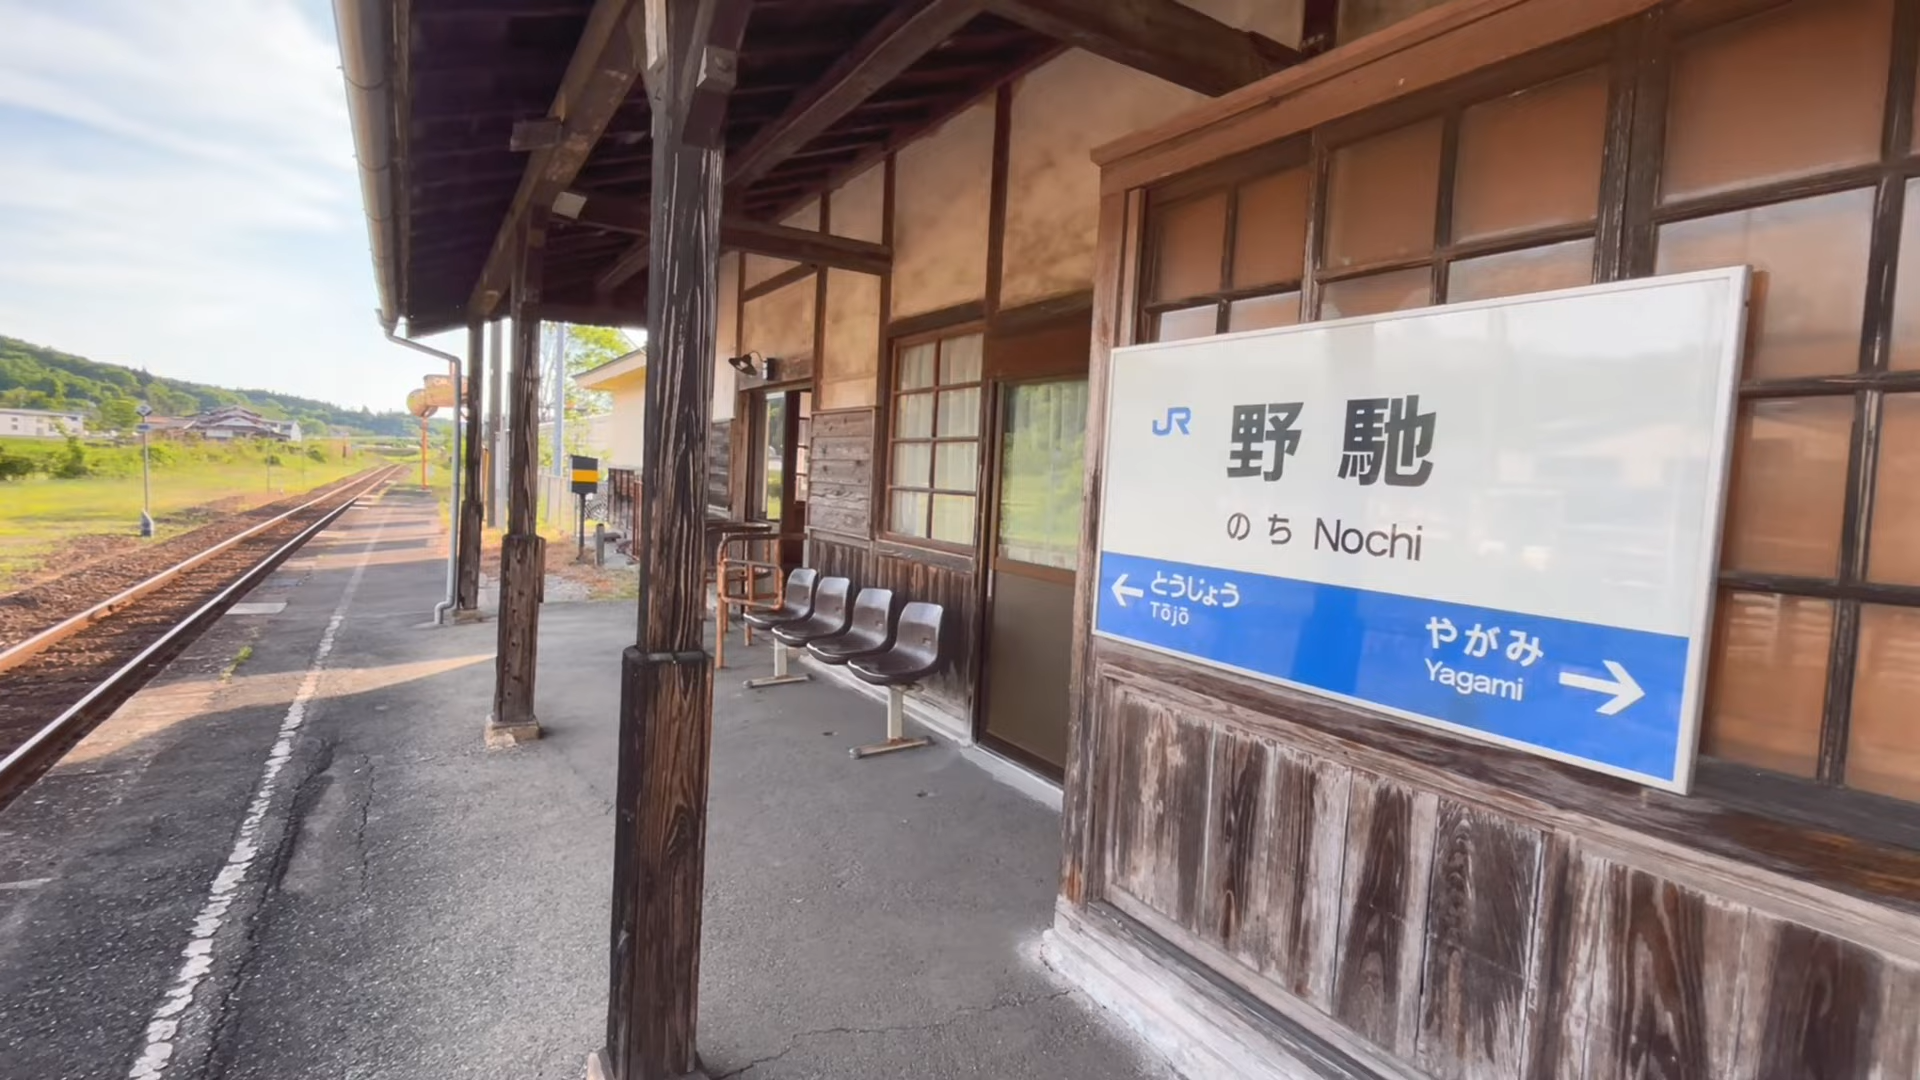 JR 野馳
のち Nochi
← とうじょう
Tōjō
やがみ →
Yagami